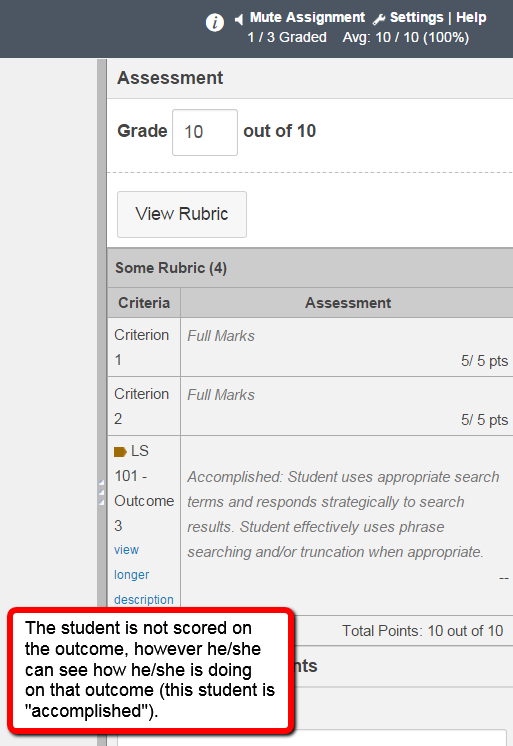 Mute Assignment Settings | Help
1 / 3 Graded Avg: 10 / 10 (100%)
Assessment
Grade 10 out of 10
View Rubric
Some Rubric (4)
Criteria Assessment
Criterion 1 Full Marks
5/ 5 pts
Criterion 2 Full Marks
5/ 5 pts
LS
101 -
Outcome
3
view
longer
description
Accomplished: Student uses appropriate search
terms and responds strategically to search
results. Student effectively uses phrase
searching and/or truncation when appropriate.
--
Total Points: 10 out of 10
The student is not scored on
the outcome, however he/she
can see how he/she is doing
on that outcome (this student is
"accomplished").